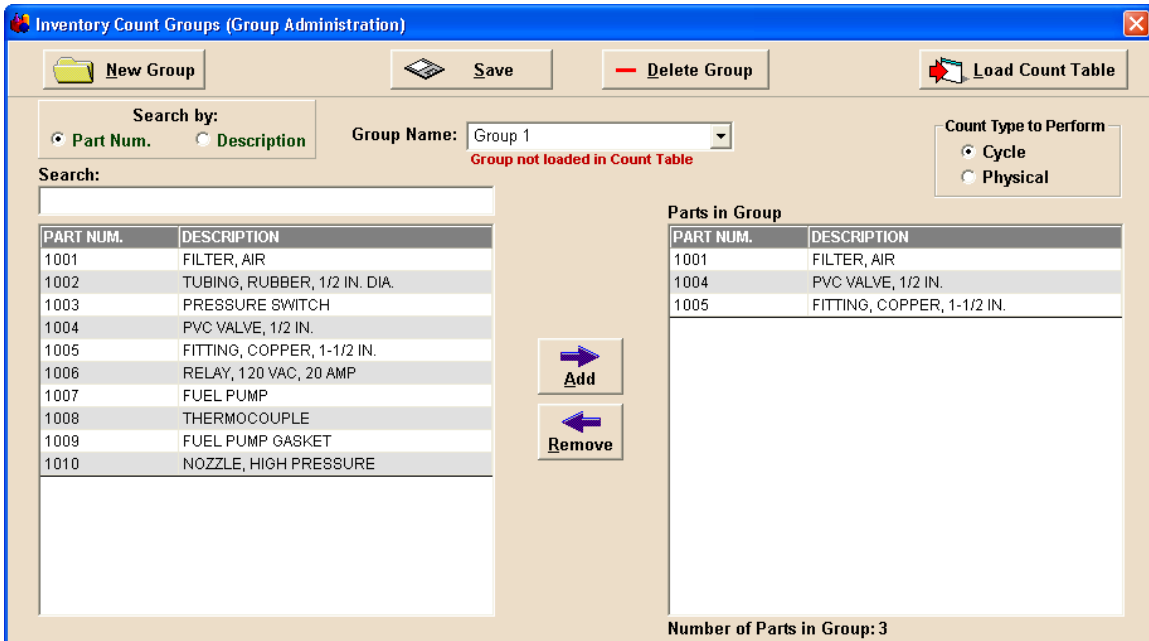 Inventory Count Groups (Group Administration)
New Group Save Delete Group Load Count Table
Search by:
Part Num. Description
Group Name: Group 1
Group not loaded in Count Table
Count Type to Perform
Cycle
Physical
Search:
PART NUM. DESCRIPTION
1001 FILTER, AIR
1002 TUBING, RUBBER, 1/2 IN. DIA.
1003 PRESSURE SWITCH
1004 PVC VALVE, 1/2 IN.
1005 FITTING, COPPER, 1-1/2 IN.
1006 RELAY, 120 VAC, 20 AMP
1007 FUEL PUMP
1008 THERMOCOUPLE
1009 FUEL PUMP GASKET
1010 NOZZLE, HIGH PRESSURE
Add
Remove
Parts in Group
PART NUM. DESCRIPTION
1001 FILTER, AIR
1004 PVC VALVE, 1/2 IN.
1005 FITTING, COPPER, 1-1/2 IN.
Number of Parts in Group: 3